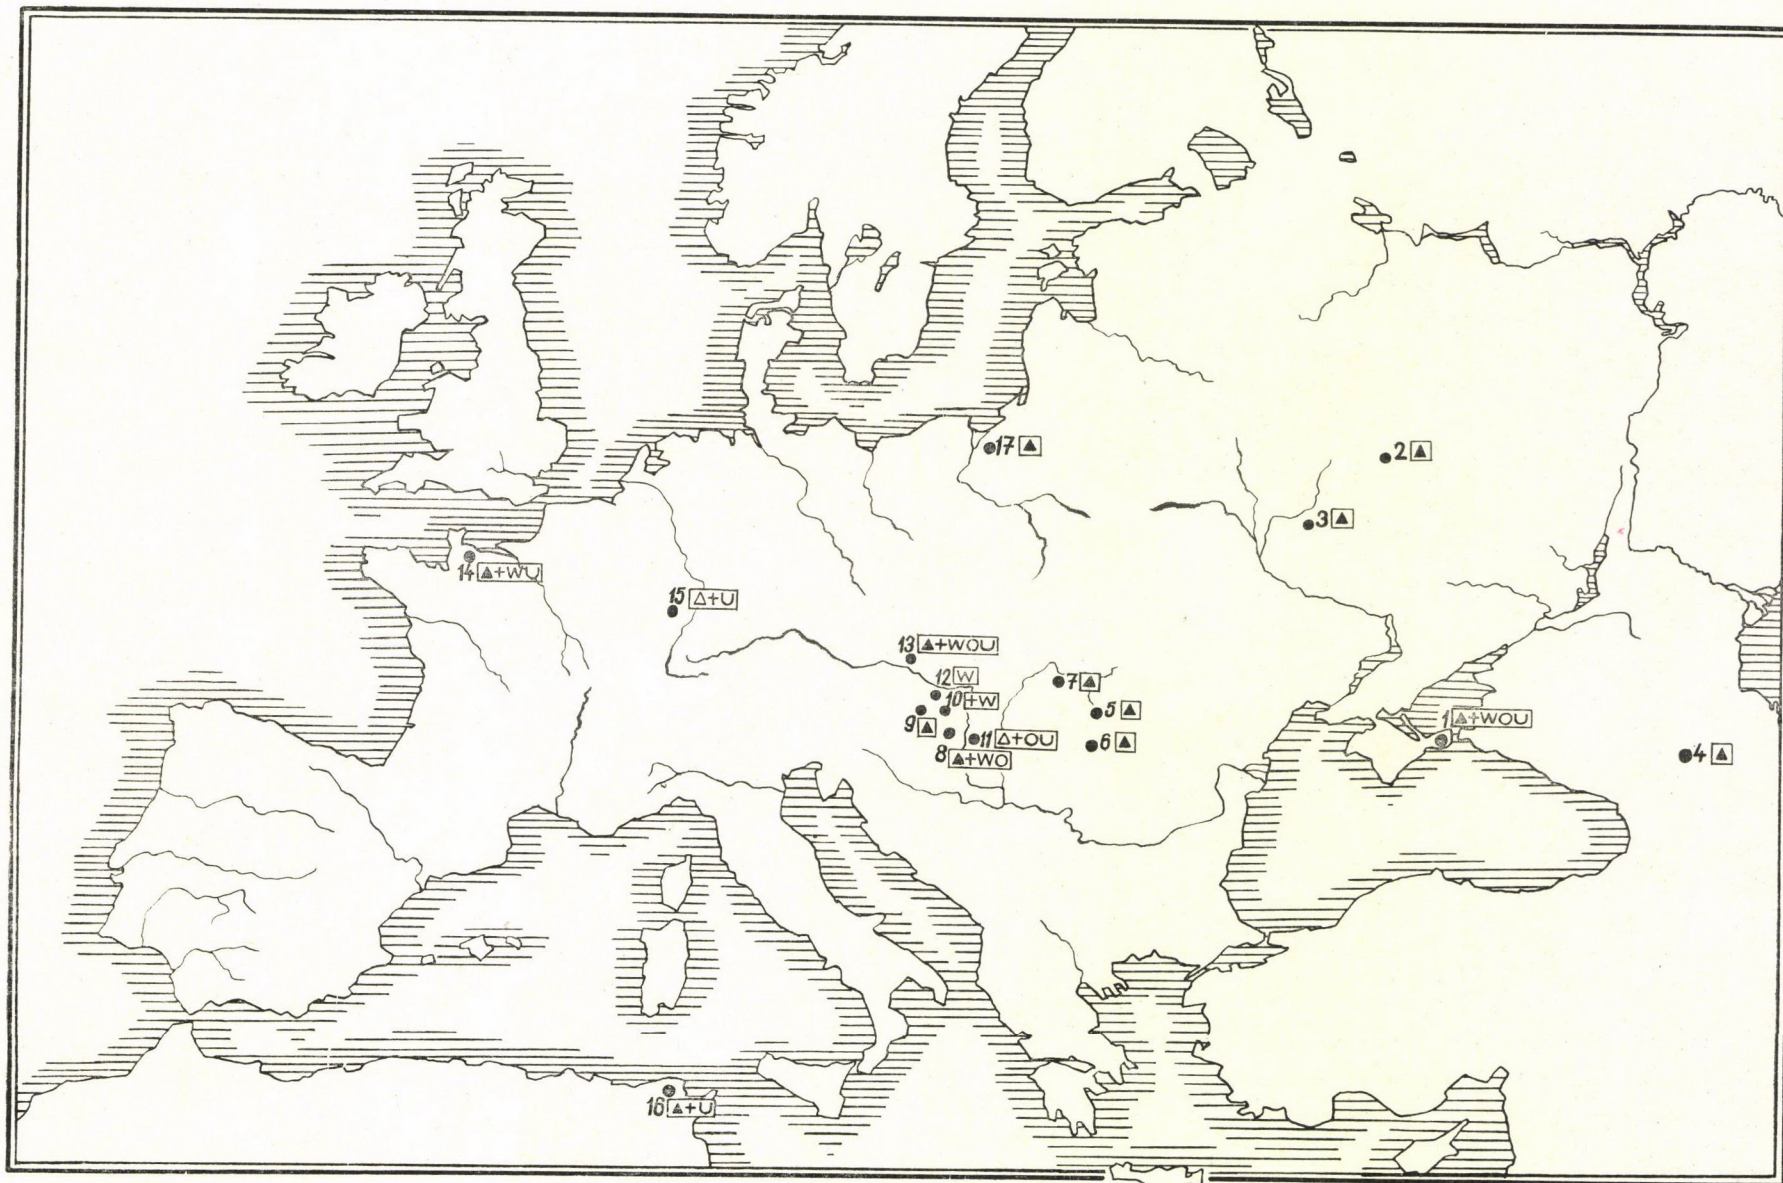 17 ▲
2 ▲
3 ▲
14 ▲+WU
15 △+U
13 ▲+WOU
12 W
10 +W
7 ▲
9 ▲
5 ▲
1 ▲+WOU
11 △+OU
6 ▲
8 ▲+WO
4 ▲
16 ▲+U